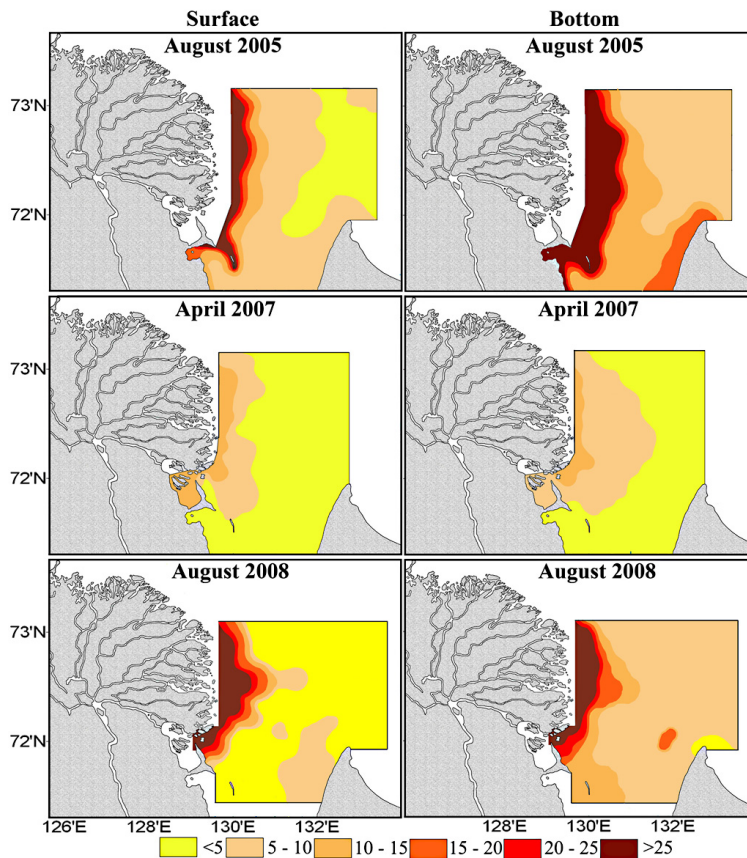 Surface Bottom
August 2005 August 2005
73'N
72'N
April 2007 April 2007
73'N
72'N
August 2008 August 2008
73'N
72'N
126'E 128'E 130'E 132'E 128'E 130'E 132'E
<5 5 - 10 10 - 15 15 - 20 20 - 25 >25